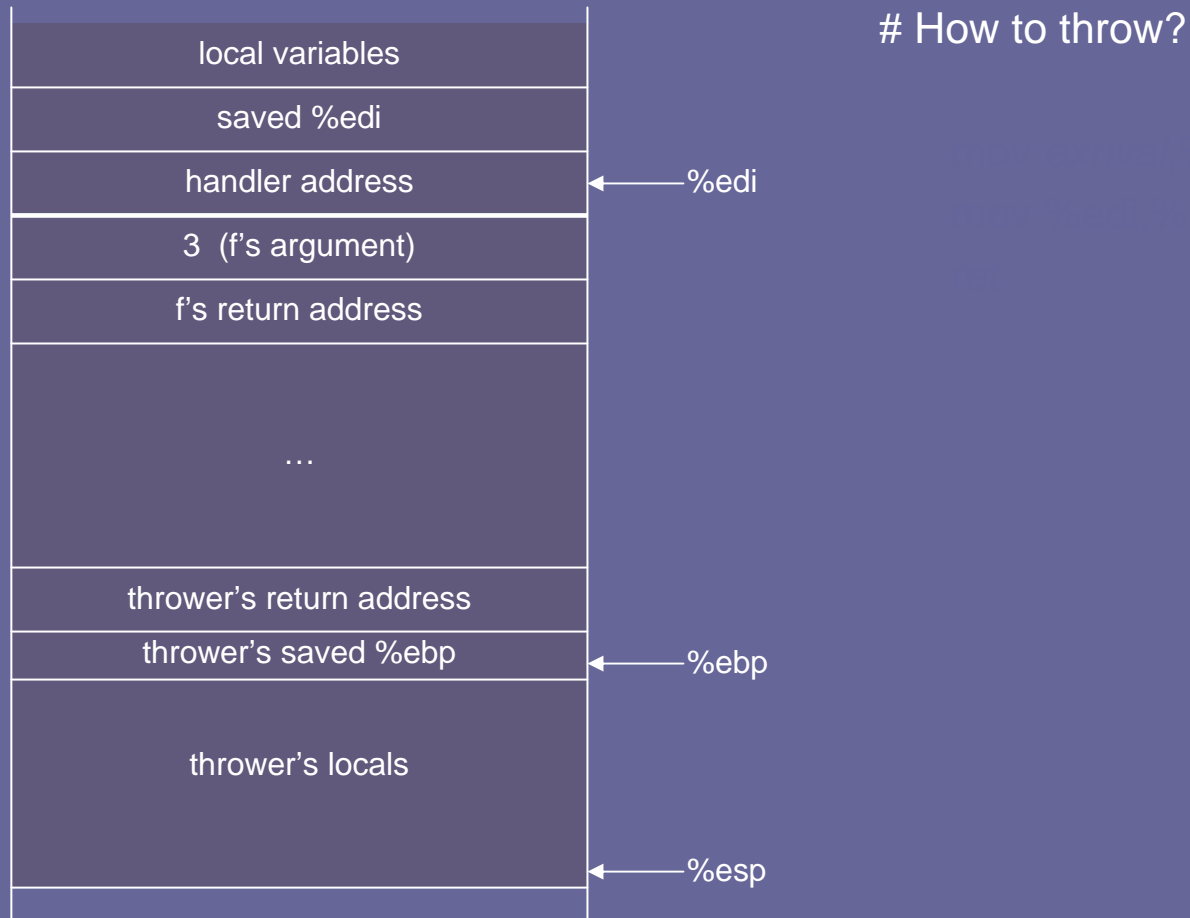 # How to throw?
local variables
saved %edi
handler address
%edi
3 (f’s argument)
f’s return address
…
thrower’s return address
thrower’s saved %ebp
%ebp
thrower’s locals
%esp